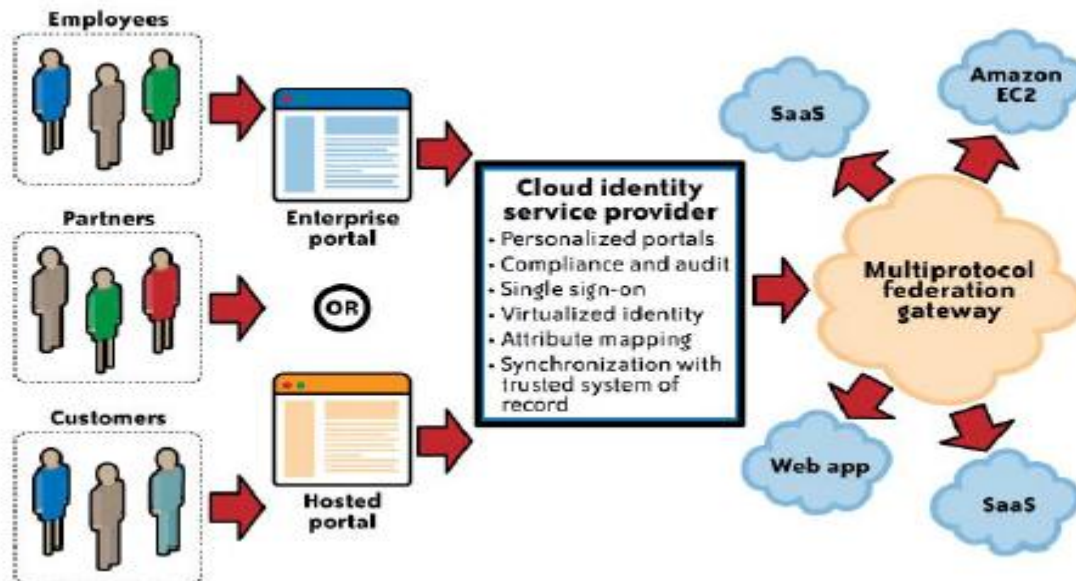 Employees
Partners
Customers
Enterprise
portal
OR
Hosted
portal
Cloud identity
service provider
• Personalized portals
• Compliance and audit
• Single sign-on
• Virtualized identity
• Attribute mapping
• Synchronization with
trusted system of
record
Multiprotocol
federation
gateway
SaaS
Amazon
EC2
Web app
SaaS